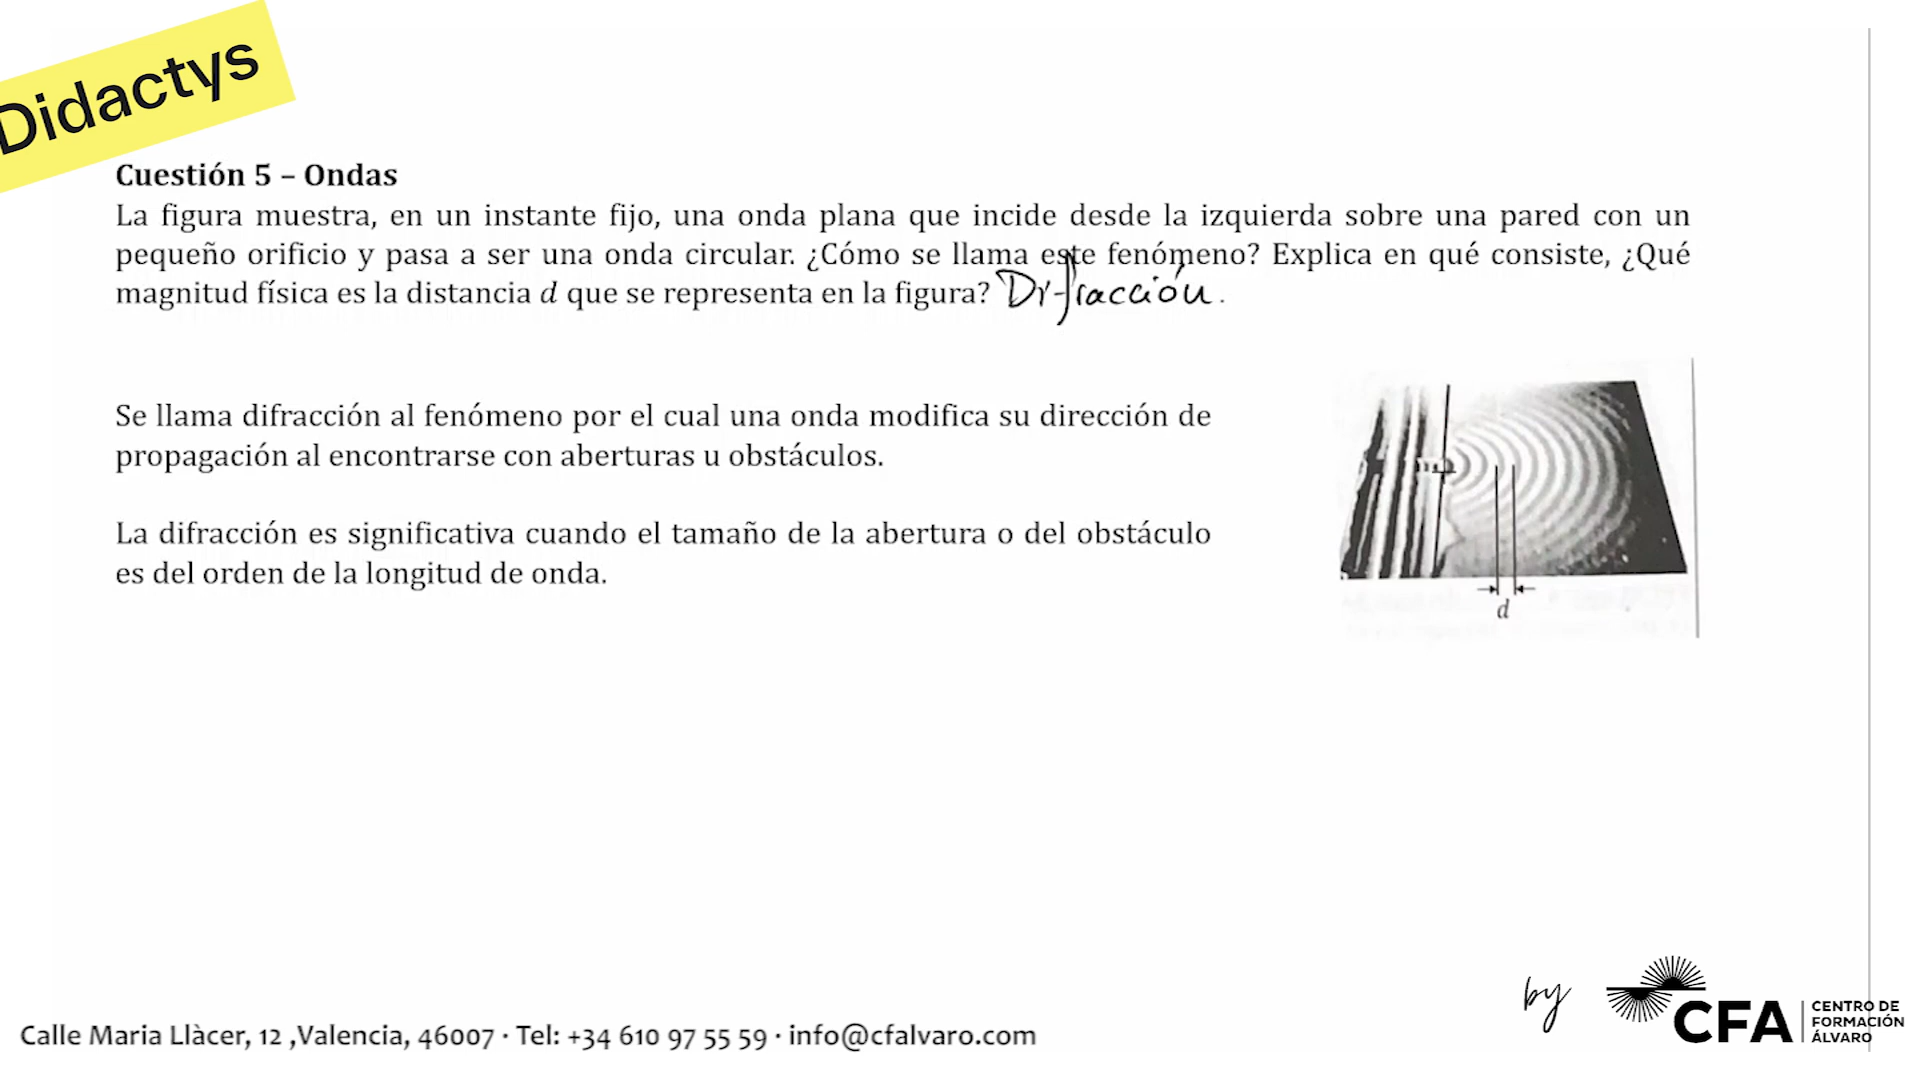 Didactys
Cuestión 5 – Ondas
La figura muestra, en un instante fijo, una onda plana que incide desde la izquierda sobre una pared con un
pequeño orificio y pasa a ser una onda circular. ¿Cómo se llama este fenómeno? Explica en qué consiste, ¿Qué
magnitud física es la distancia d que se representa en la figura? Difracción.
Se llama difracción al fenómeno por el cual una onda modifica su dirección de
propagación al encontrarse con aberturas u obstáculos.
La difracción es significativa cuando el tamaño de la abertura o del obstáculo
es del orden de la longitud de onda.
d
by
CFA
CENTRO DE
FORMACIÓN
ÁLVARO
Calle Maria Llàcer, 12 ,Valencia, 46007 · Tel: +34 610 97 55 59 · info@cfalvaro.com